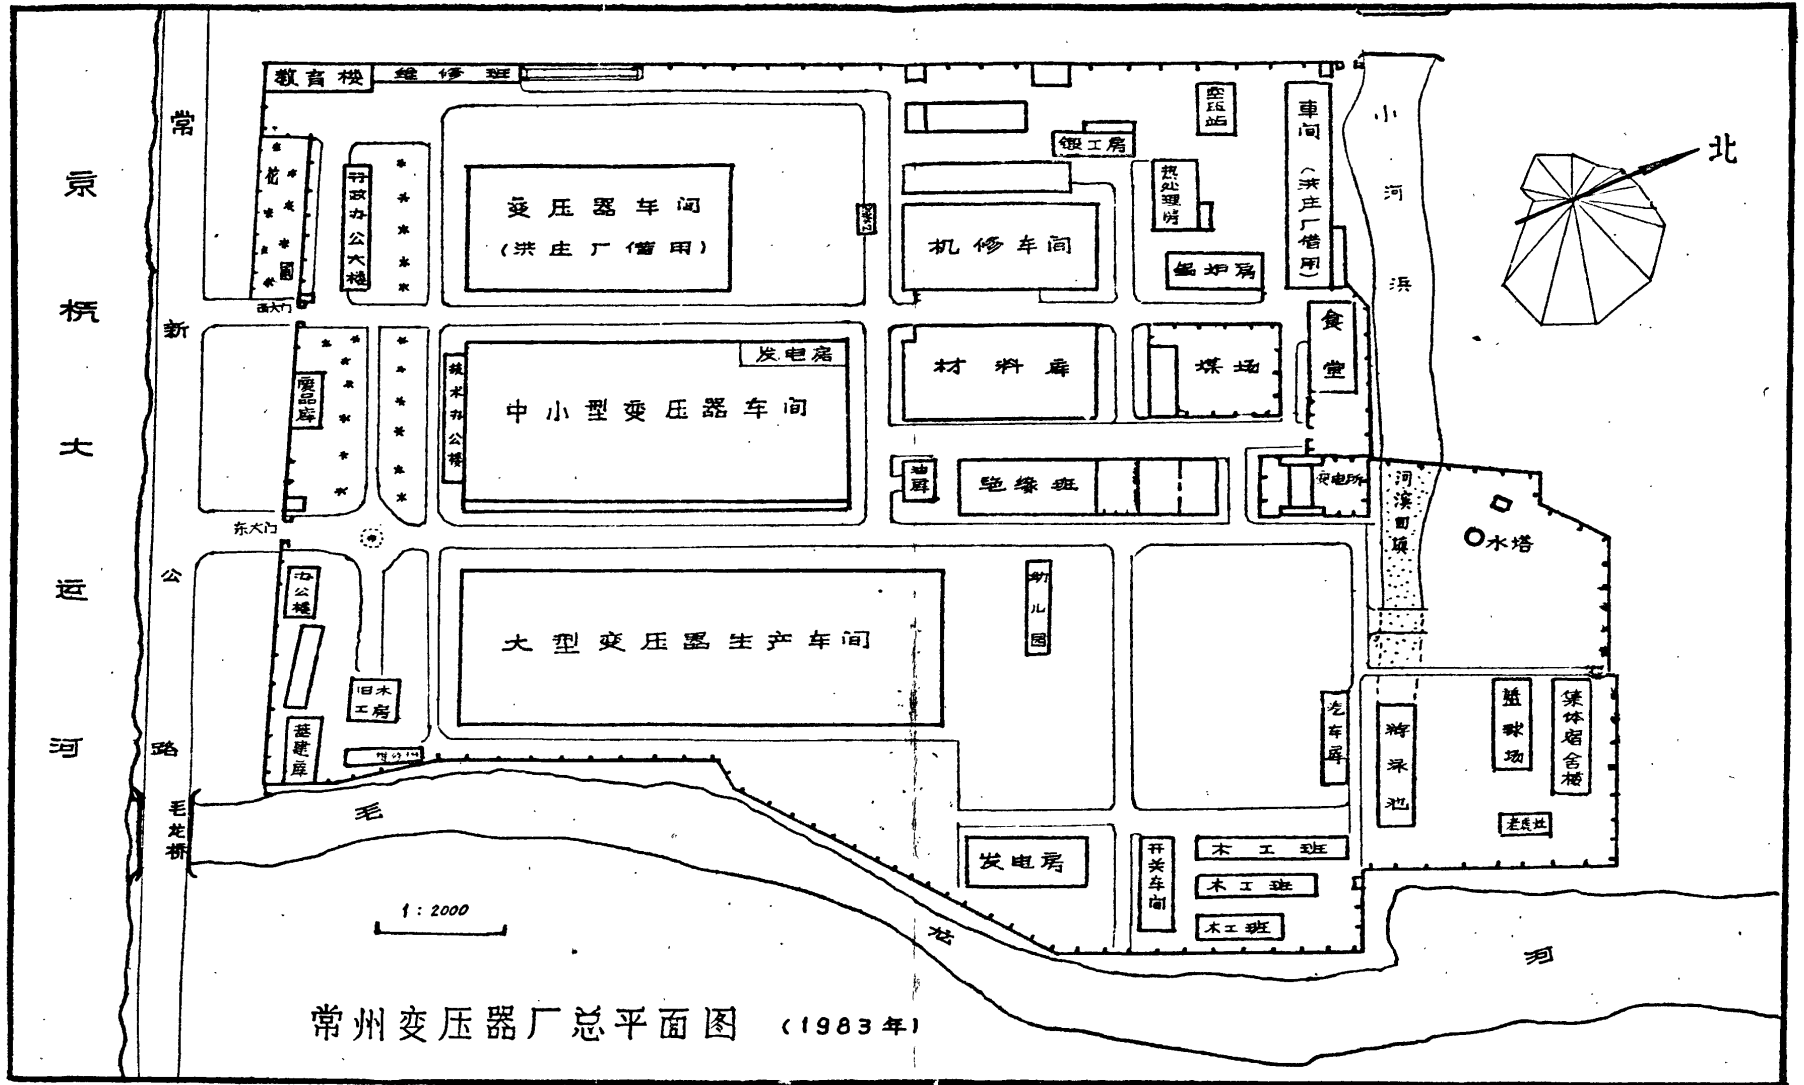 京杭大运河
常新公路
毛龙桥
教育楼
维修班
花园
行政办公大楼
变压器车间
(洪庄厂借用)
机修车间
锻工房
空压站
热处理房
锅炉房
車间(洪庄厂借用)
小河浜
北
西大门
废品库
技术办公楼
发电房
中小型变压器车间
材料库
煤场
食堂
油库
绝缘班
变电所
河滨回填
水塔
东大门
办公楼
大型变压器生产车间
幼儿园
旧木
工房
基建库
汽车库
游泳池
篮球场
集体宿舍楼
发电房
开关车间
木工班
木工班
木工班
毛龙河
1:2000
常州变压器厂总平面图 (1983年)